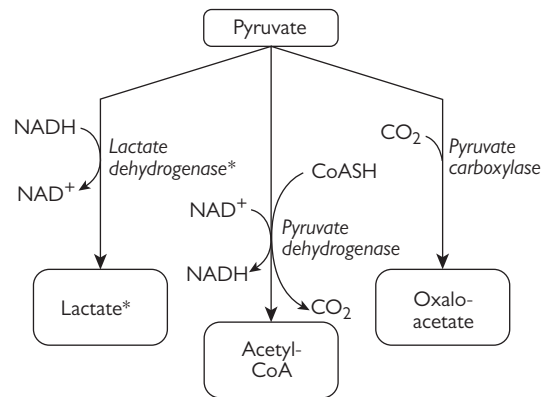 Pyruvate
NADH
Lactate
dehydrogenase*
NAD+
Lactate*
CoASH
NAD+
Pyruvate
dehydrogenase
NADH
CO2
Acetyl-
CoA
CO2
Pyruvate
carboxylase
Oxalo-
acetate